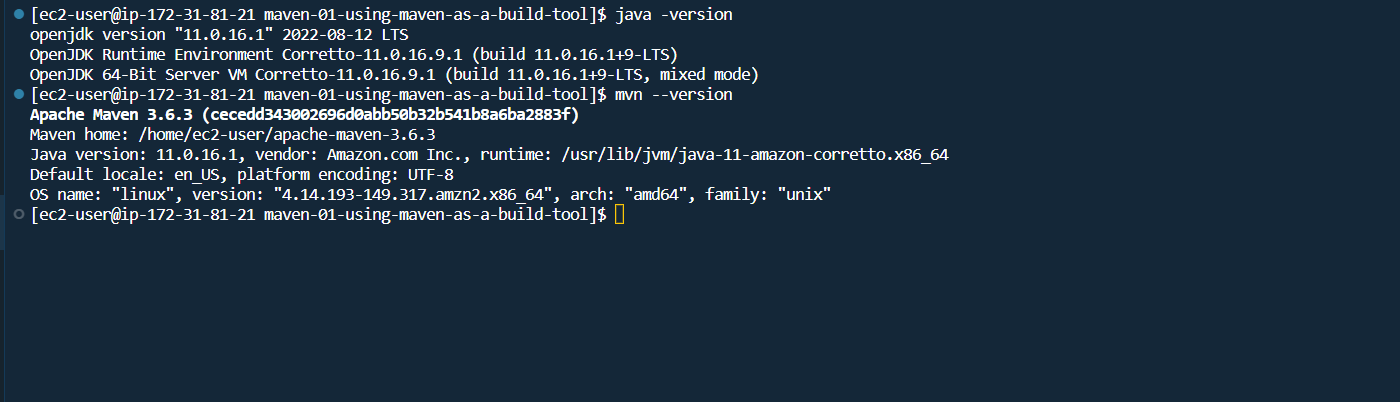 [ec2-user@ip-172-31-81-21 maven-01-using-maven-as-a-build-tool]$ java -version
openjdk version "11.0.16.1" 2022-08-12 LTS
OpenJDK Runtime Environment Corretto-11.0.16.9.1 (build 11.0.16.1+9-LTS)
OpenJDK 64-Bit Server VM Corretto-11.0.16.9.1 (build 11.0.16.1+9-LTS, mixed mode)
[ec2-user@ip-172-31-81-21 maven-01-using-maven-as-a-build-tool]$ mvn --version
Apache Maven 3.6.3 (cecedd343002696d0abb50b32b541b8a6ba2883f)
Maven home: /home/ec2-user/apache-maven-3.6.3
Java version: 11.0.16.1, vendor: Amazon.com Inc., runtime: /usr/lib/jvm/java-11-amazon-corretto.x86_64
Default locale: en_US, platform encoding: UTF-8
OS name: "linux", version: "4.14.193-149.317.amzn2.x86_64", arch: "amd64", family: "unix"
[ec2-user@ip-172-31-81-21 maven-01-using-maven-as-a-build-tool]$